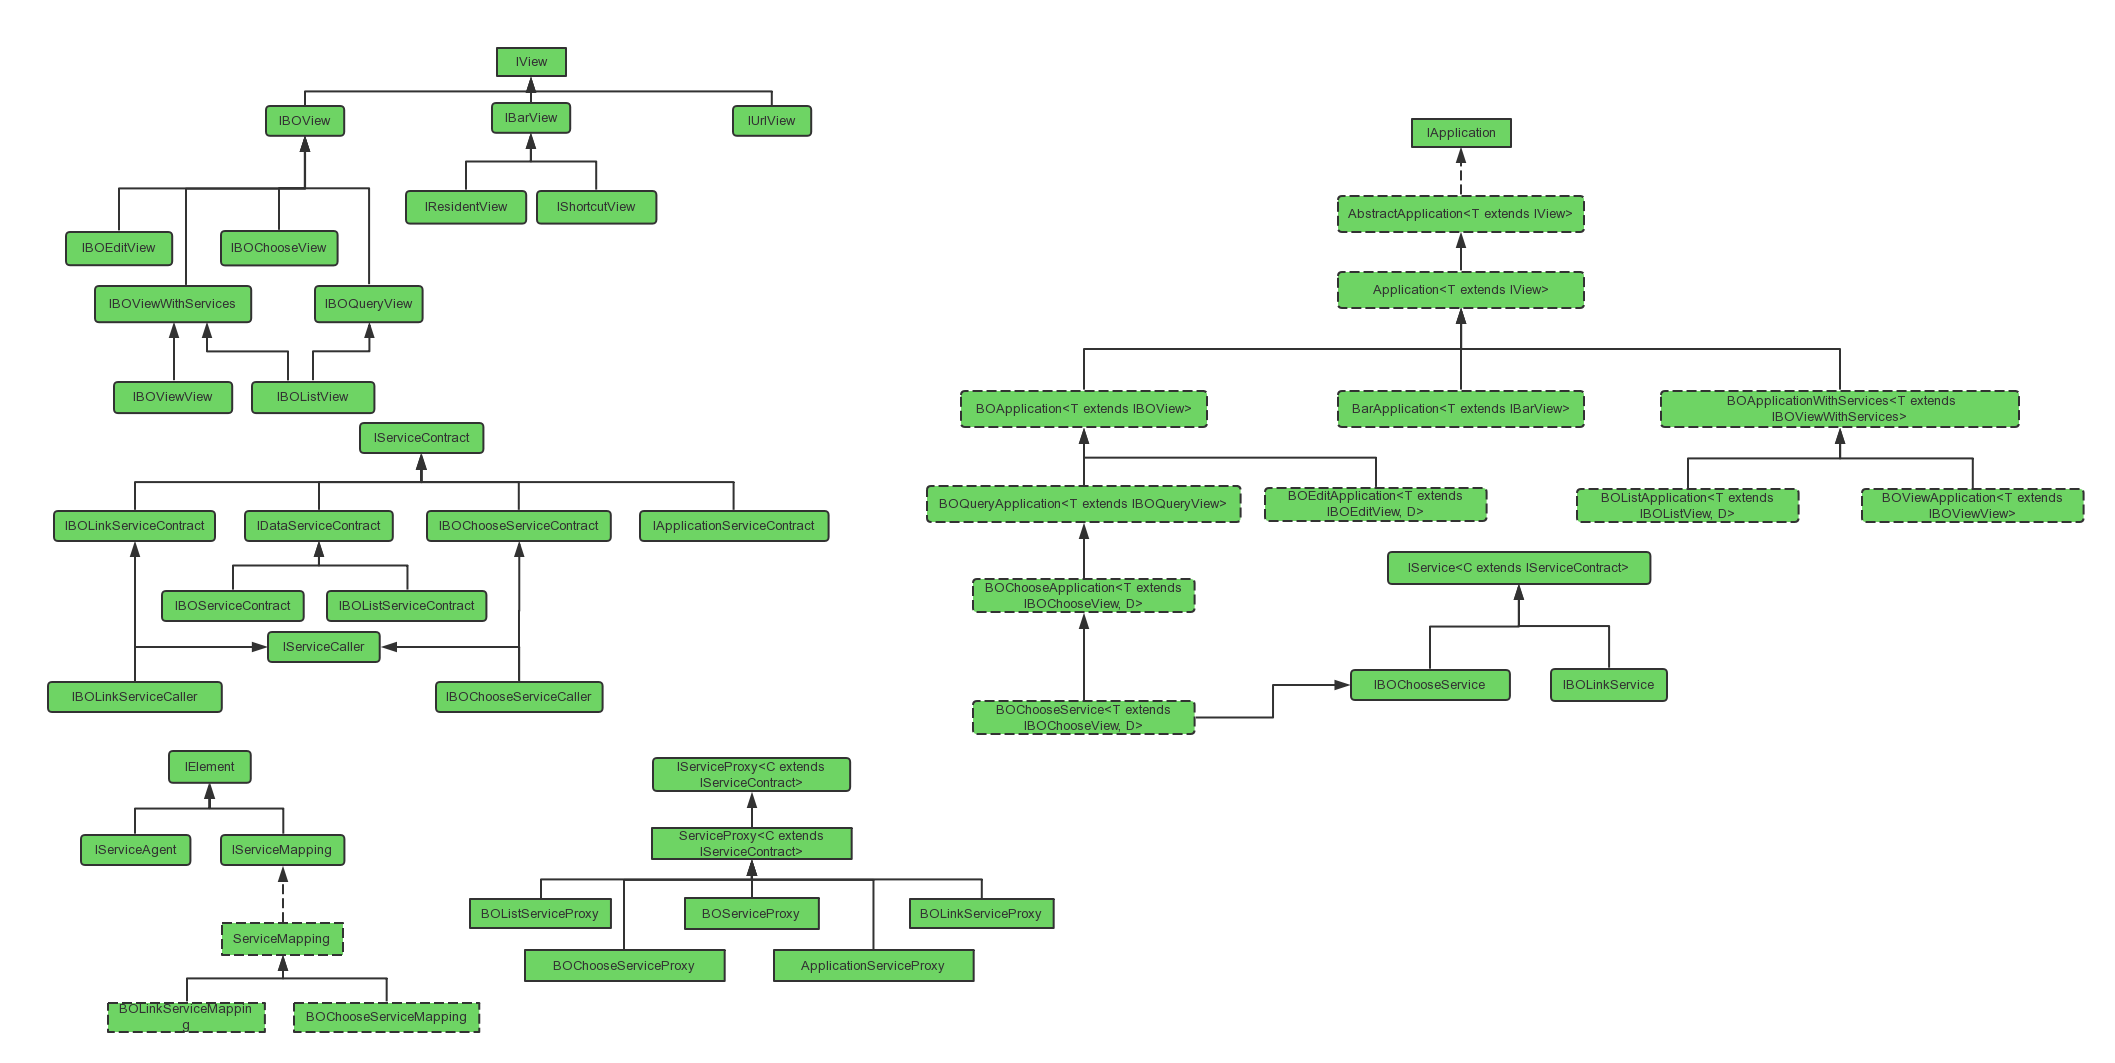 IView
IBOView
IBarView
IUrlView
IResidentView
IShortcutView
IBOEditView
IBOChooseView
IBOViewWithServices
IBOQueryView
IBOViewView
IBOListView
IServiceContract
IBOLinkServiceContract
IDataServiceContract
IBOChooseServiceContract
IApplicationServiceContract
IBOServiceContract
IBOListServiceContract
IServiceCaller
IBOLinkServiceCaller
IBOChooseServiceCaller
IApplication
AbstractApplication<T extends IView>
Application<T extends IView>
BOApplication<T extends IBOView>
BarApplication<T extends IBarView>
BOApplicationWithServices<T extends
IBOViewWithServices>
BOQueryApplication<T extends IBOQueryView>
BOEditApplication<T extends
IBOEditView, D>
BOListApplication<T extends
IBOListView, D>
BOViewApplication<T extends
IBOViewView>
BOChooseApplication<T extends
IBOChooseView, D>
BOChooseService<T extends
IBOChooseView, D>
IService<C extends IServiceContract>
IBOChooseService
IBOLinkService
IElement
IServiceAgent
IServiceMapping
ServiceMapping
BOLinkServiceMappin
g
BOChooseServiceMapping
IServiceProxy<C extends
IServiceContract>
ServiceProxy<C extends
IServiceContract>
BOListServiceProxy
BOServiceProxy
BOLinkServiceProxy
BOChooseServiceProxy
ApplicationServiceProxy